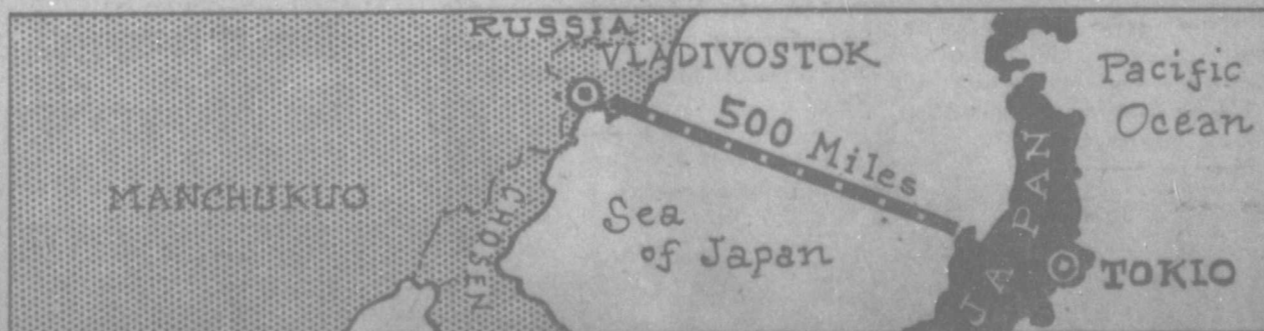 RUSSIA
VLADIVOSTOK
Pacific
Ocean
500 Miles
MANCHUKUO
CHOSEN
Sea
of Japan
JAPAN
TOKIO